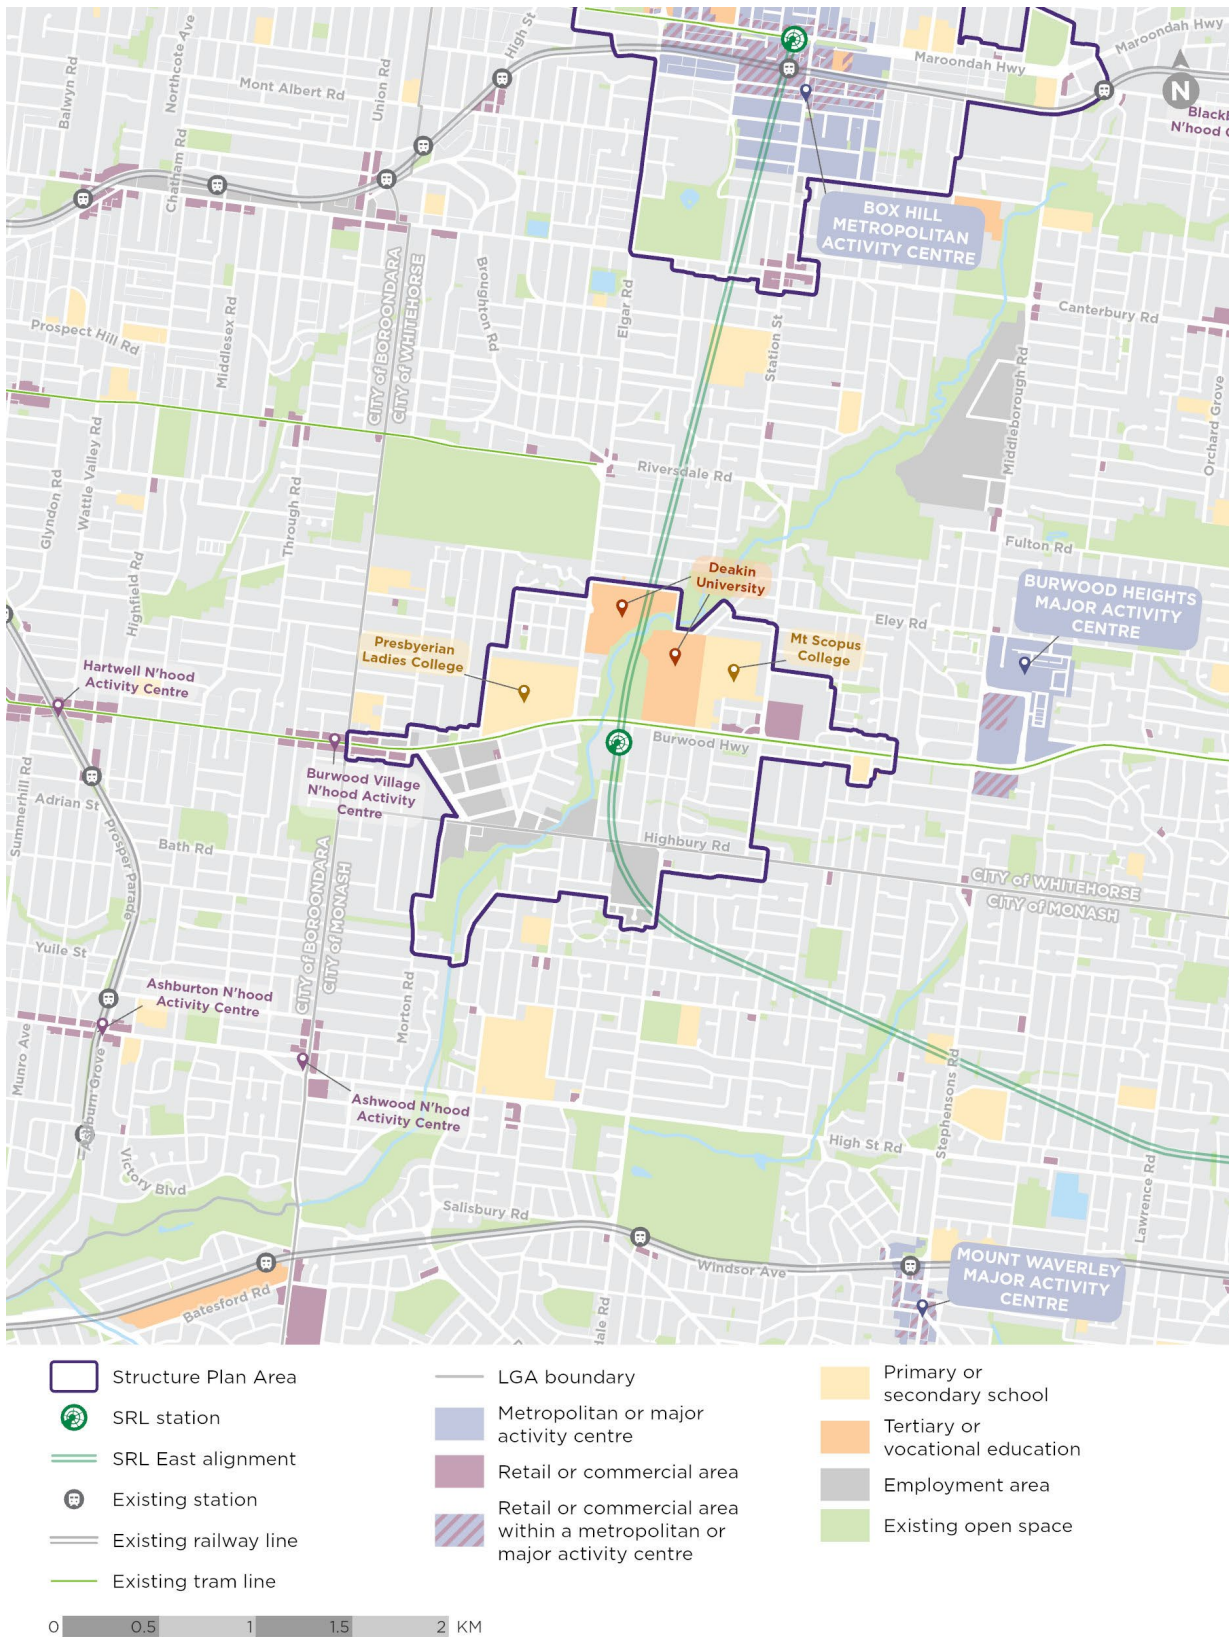 Balwyn Rd
Northcote Ave
High St
Union Rd
Mont Albert Rd
Chatham Rd
Maroondah Hwy
Maroondah Hwy
N
N'hood
BOX HILL
METROPOLITAN
ACTIVITY CENTRE
CITY of BOROONDARA
CITY of WHITEHORSE
Broughton Rd
Elgar Rd
Station St
Canterbury Rd
Prospect Hill Rd
Middlesex Rd
Middleborough Rd
Orchard Grove
Glyndon Rd
Wattle Valley Rd
Through Rd
Riversdale Rd
Highfield Rd
Fulton Rd
Deakin
University
Eley Rd
BURWOOD HEIGHTS
MAJOR ACTIVITY
CENTRE
Presbyerian
Ladies College
Mt Scopus
College
Hartwell N'hood
Activity Centre
Burwood Hwy
Burwood Village
N'hood Activity
Centre
Summerhill Rd
Adrian St
Prosper Parade
Bath Rd
Highbury Rd
CITY of WHITEHORSE
CITY of MONASH
CITY of BOROONDARA
CITY of MONASH
Yuile St
Ashburton N'hood
Activity Centre
Morton Rd
Munro Ave
Ashburn Grove
Ashwood N'hood
Activity Centre
Stephensons Rd
High St Rd
Lawrence Rd
Victory Blvd
Salisbury Rd
Windsor Ave
MOUNT WAVERLEY
MAJOR ACTIVITY
CENTRE
Batesford Rd
dale Rd
Structure Plan Area
SRL station
SRL East alignment
Existing station
Existing railway line
Existing tram line
LGA boundary
Metropolitan or major
activity centre
Retail or commercial area
Retail or commercial area
within a metropolitan or
major activity centre
Primary or
secondary school
Tertiary or
vocational education
Employment area
Existing open space
0 0.5 1 1.5 2 KM